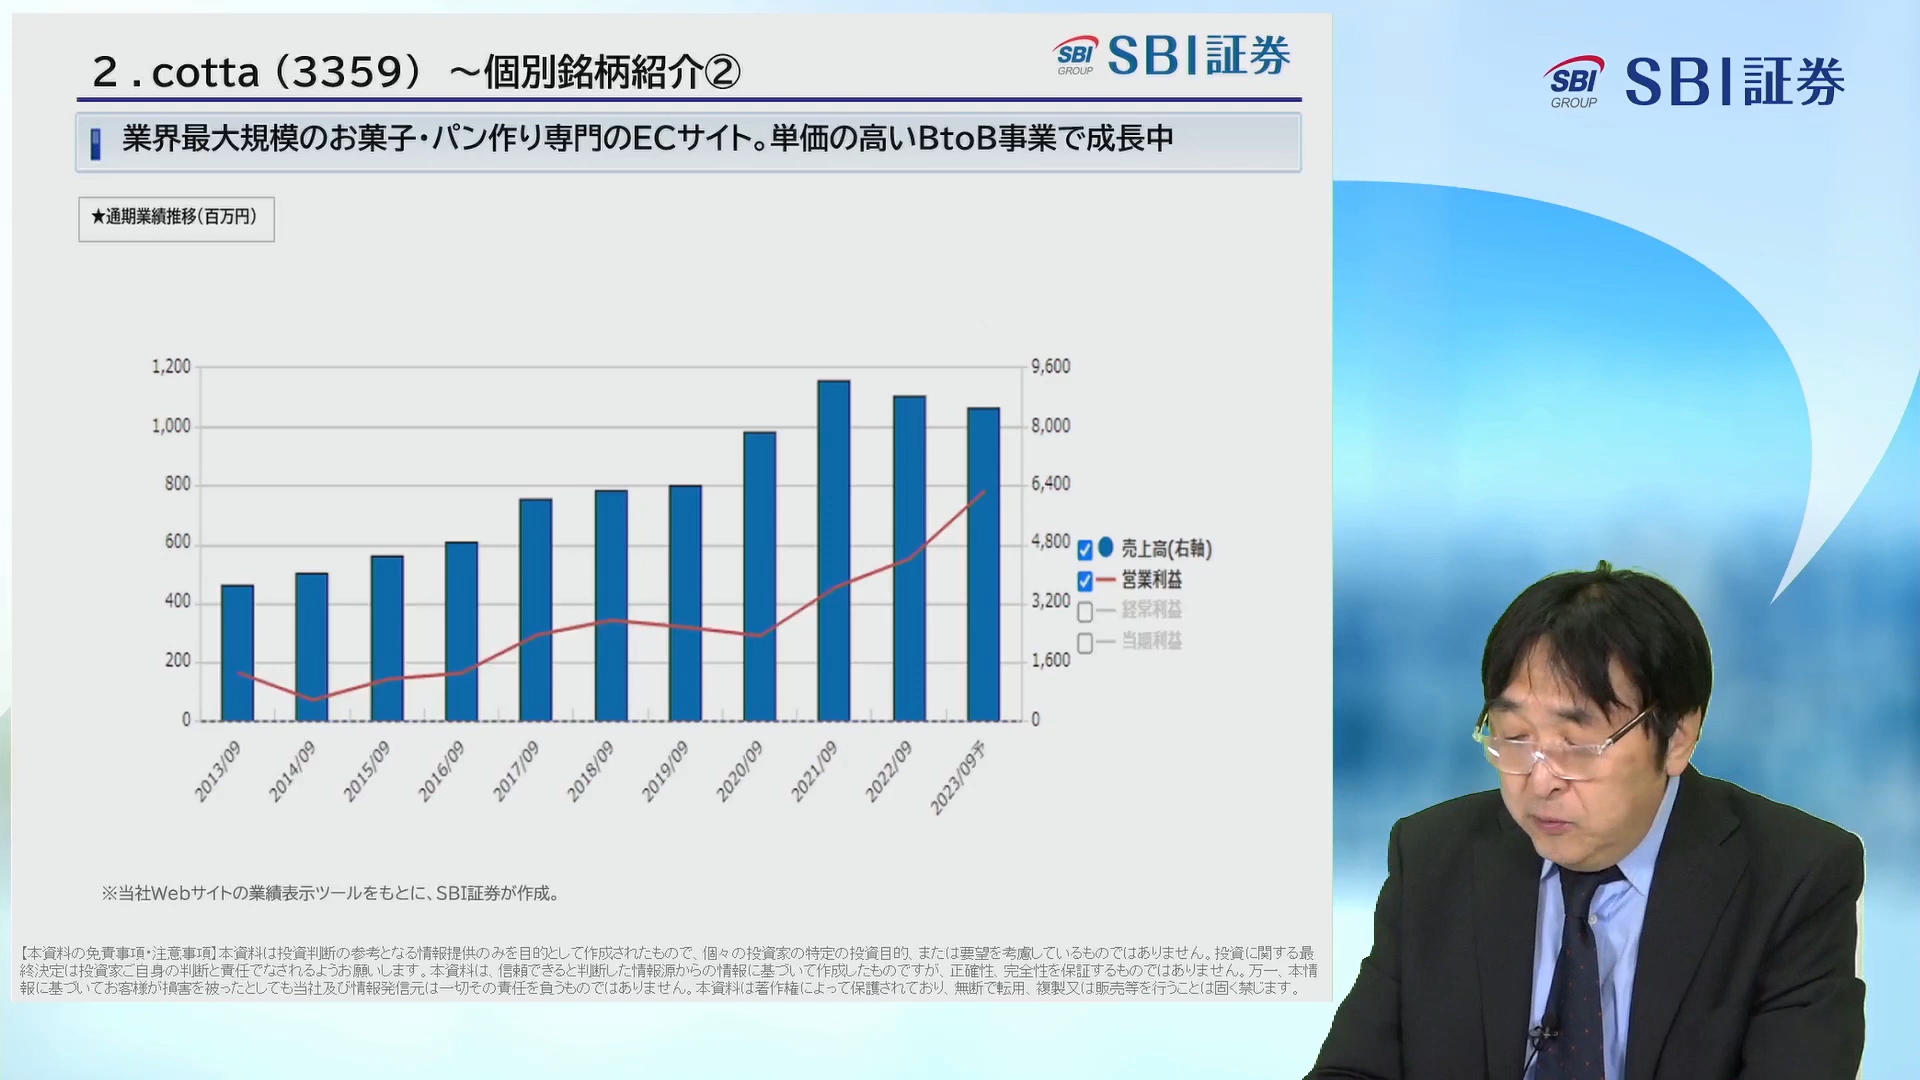 ２．cotta（3359） ～個別銘柄紹介②
SBI GROUP SBI証券
SBI GROUP SBI証券
業界最大規模のお菓子・パン作り専門のECサイト。単価の高いBtoB事業で成長中
★通期業績推移（百万円）
1,200
1,000
800
600
400
200
0
9,600
8,000
6,400
4,800
3,200
1,600
0
売上高(右軸)
営業利益
経常利益
当期利益
2013/09
2014/09
2015/09
2016/09
2017/09
2018/09
2019/09
2020/09
2021/09
2022/09
2023/09予
※当社Webサイトの業績表示ツールをもとに、SBI証券が作成。
【本資料の免責事項・注意事項】本資料は投資判断の参考となる情報提供のみを目的として作成されたもので、個々の投資家の特定の投資目的、または要望を考慮しているものではありません。投資に関する最
終決定は投資家ご自身の判断と責任でなされるようお願いします。本資料は、信頼できると判断した情報源からの情報に基づいて作成したものですが、正確性、完全性を保証するものではありません。万一、本情
報に基づいてお客様が損害を被ったとしても当社及び情報発信元は一切その責任を負うものではありません。本資料は著作権によって保護されており、無断で転用、複製又は販売等を行うことは固く禁じます。